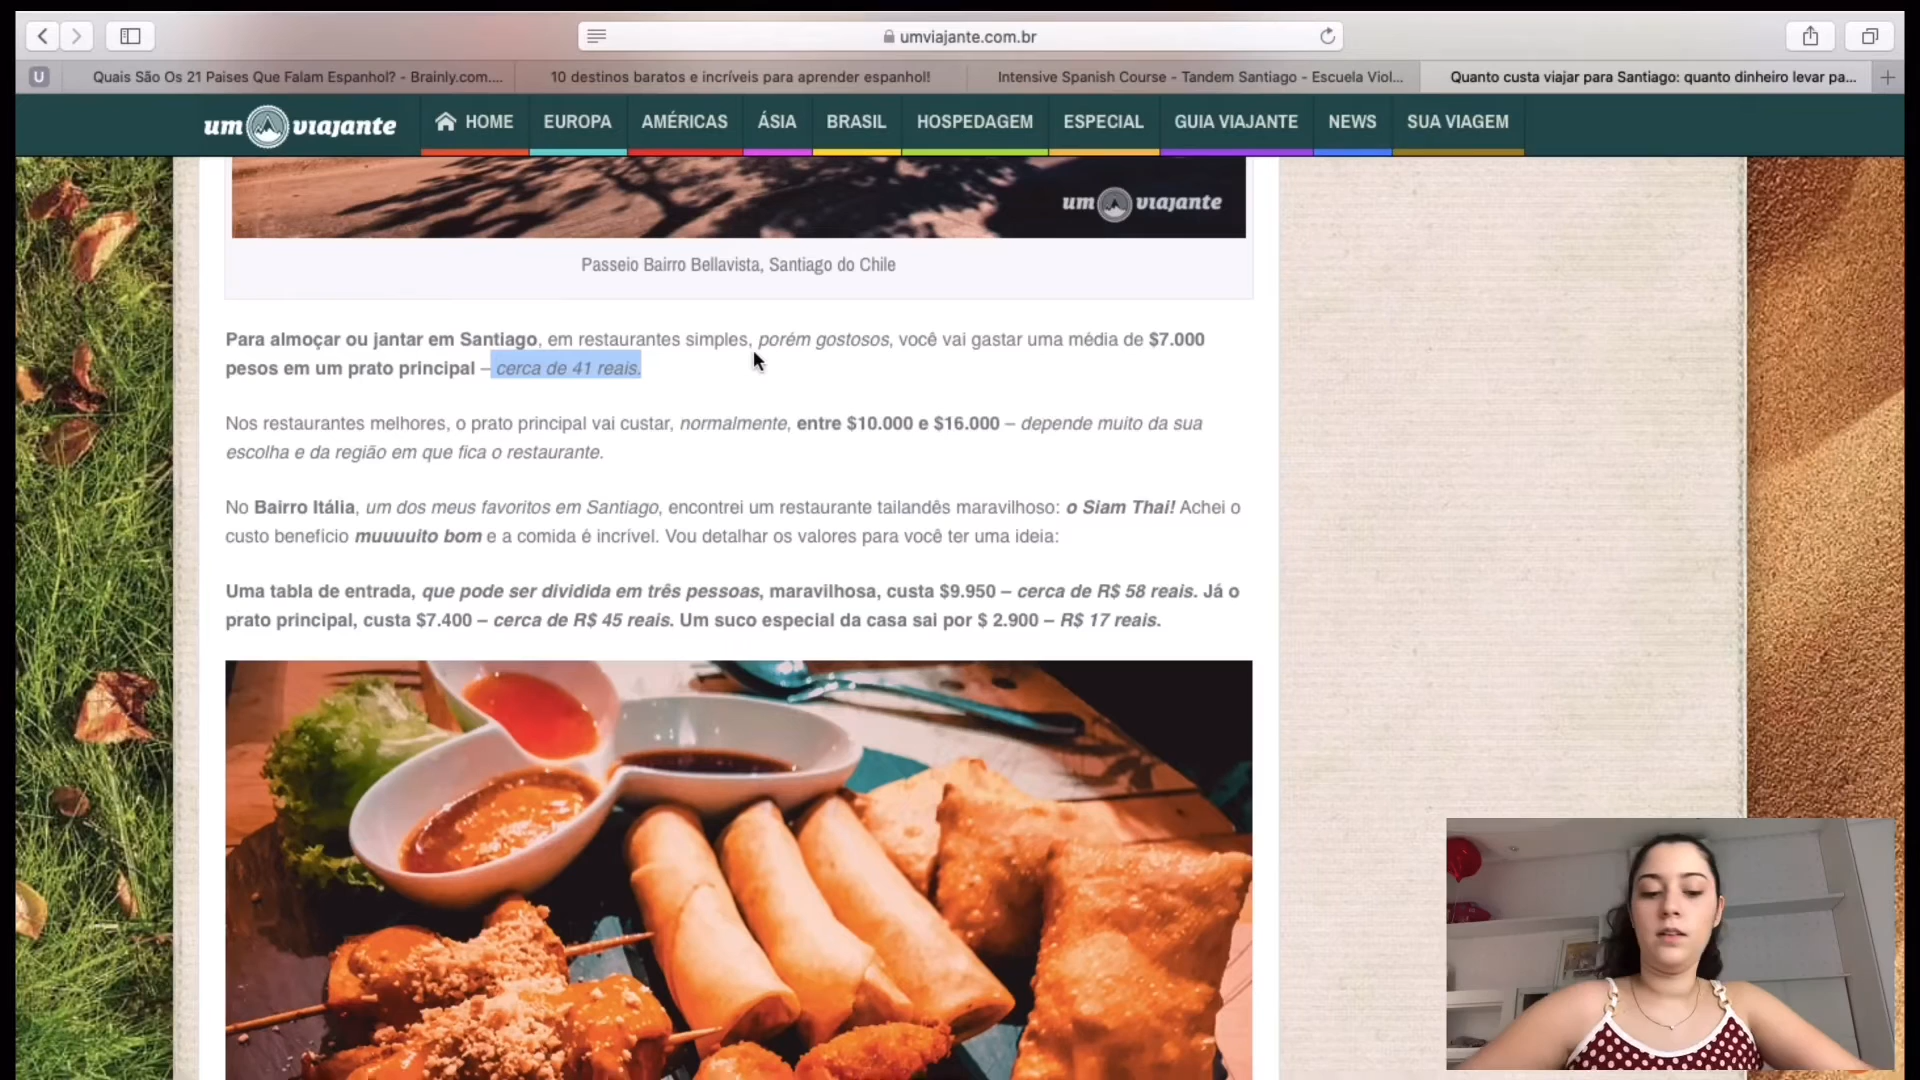 umviajante.com.br
U
Quais São Os 21 Paises Que Falam Espanhol? - Brainly.com....
10 destinos baratos e incríveis para aprender espanhol!
Intensive Spanish Course - Tandem Santiago - Escuela Viol...
Quanto custa viajar para Santiago: quanto dinheiro levar pa...
um viajante
HOME
EUROPA
AMÉRICAS
ÁSIA
BRASIL
HOSPEDAGEM
ESPECIAL
GUIA VIAJANTE
NEWS
SUA VIAGEM
um viajante
Passeio Bairro Bellavista, Santiago do Chile
Para almoçar ou jantar em Santiago, em restaurantes simples, porém gostosos, você vai gastar uma média de $7.000
pesos em um prato principal – cerca de 41 reais.
Nos restaurantes melhores, o prato principal vai custar, normalmente, entre $10.000 e $16.000 – depende muito da sua
escolha e da região em que fica o restaurante.
No Bairro Itália, um dos meus favoritos em Santiago, encontrei um restaurante tailandês maravilhoso: o Siam Thai! Achei o
custo benefício muuuuito bom e a comida é incrível. Vou detalhar os valores para você ter uma ideia:
Uma tabla de entrada, que pode ser dividida em três pessoas, maravilhosa, custa $9.950 – cerca de R$ 58 reais. Já o
prato principal, custa $7.400 – cerca de R$ 45 reais. Um suco especial da casa sai por $ 2.900 – R$ 17 reais.